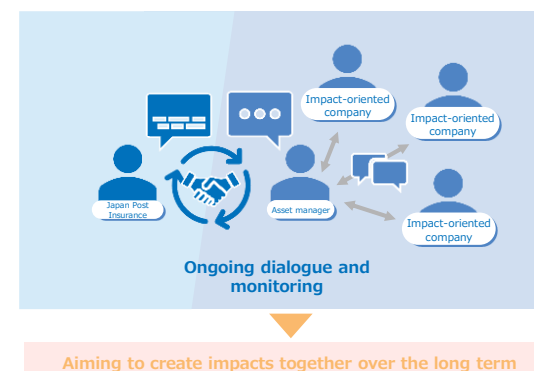 Impact-oriented
company
Impact-oriented
company
Japan Post
Insurance
Asset manager
Impact-oriented
company
Ongoing dialogue and
monitoring
Aiming to create impacts together over the long term